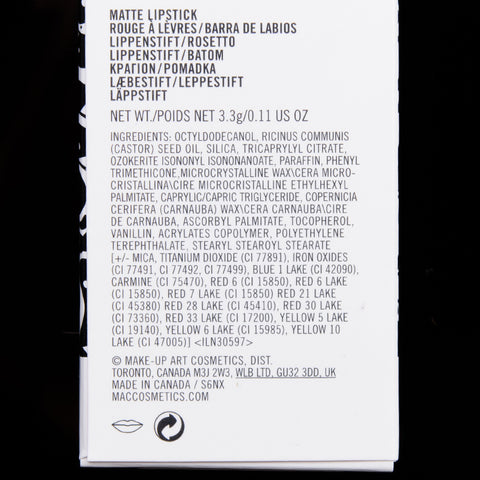 MATTE LIPSTICK
ROUGE À LÈVRES/BARRA DE LABIOS
LIPPENSTIFT/ROSETTO
LIPPENSTIFT/BATOM
ΚΡΑΓΙΟΝ/POMADKA
LÆBESTIFT/LEPPESTIFT
LÄPPSTIFT
NET WT./POIDS NET 3.3g/0.11 US OZ
INGREDIENTS: OCTYLDODECANOL, RICINUS COMMUNIS
(CASTOR) SEED OIL, SILICA, TRICAPRYLYL CITRATE,
OZOKERITE ISONONYL ISONONANOATE, PARAFFIN, PHENYL
TRIMETHICONE,MICROCRYSTALLINE WAX\CERA MICRO-
CRISTALLINA\CIRE MICROCRISTALLINE ETHYLHEXYL
PALMITATE, CAPRYLIC/CAPRIC TRIGLYCERIDE, COPERNICIA
CERIFERA (CARNAUBA) WAX\CERA CARNAUBA\CIRE
DE CARNAUBA, ASCORBYL PALMITATE, TOCOPHEROL,
VANILLIN, ACRYLATES COPOLYMER, POLYETHYLENE
TEREPHTHALATE, STEARYL STEAROYL STEARATE
[+/- MICA, TITANIUM DIOXIDE (CI 77891), IRON OXIDES
(CI 77491, CI 77492, CI 77499), BLUE 1 LAKE (CI 42090),
CARMINE (CI 75470), RED 6 (CI 15850), RED 6 LAKE
(CI 15850), RED 7 LAKE (CI 15850) RED 21 LAKE
(CI 45380) RED 28 LAKE (CI 45410), RED 30 LAKE
(CI 73360), RED 33 LAKE (CI 17200), YELLOW 5 LAKE
(CI 19140), YELLOW 6 LAKE (CI 15985), YELLOW 10
LAKE (CI 47005)] <ILN30597>
© MAKE-UP ART COSMETICS, DIST.
TORONTO, CANADA M3J 2W3, WLB LTD, GU32 3DD, UK
MADE IN CANADA / S6NX
MACCOSMETICS.COM